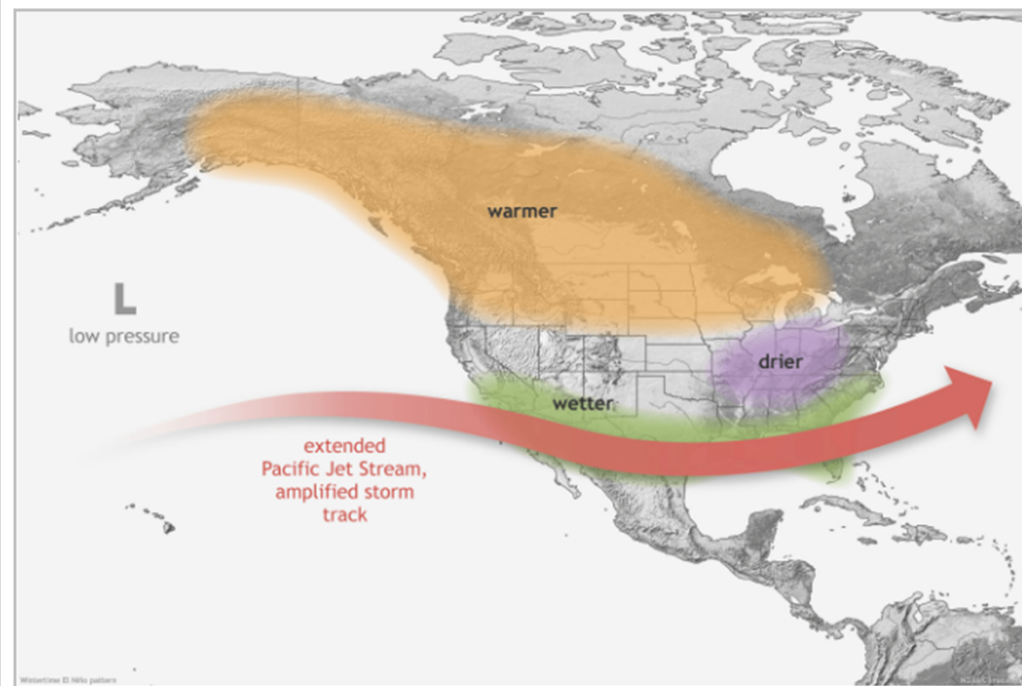 warmer
L
low pressure
drier
wetter
extended
Pacific Jet Stream,
amplified storm
track
Wintertime El Niño pattern